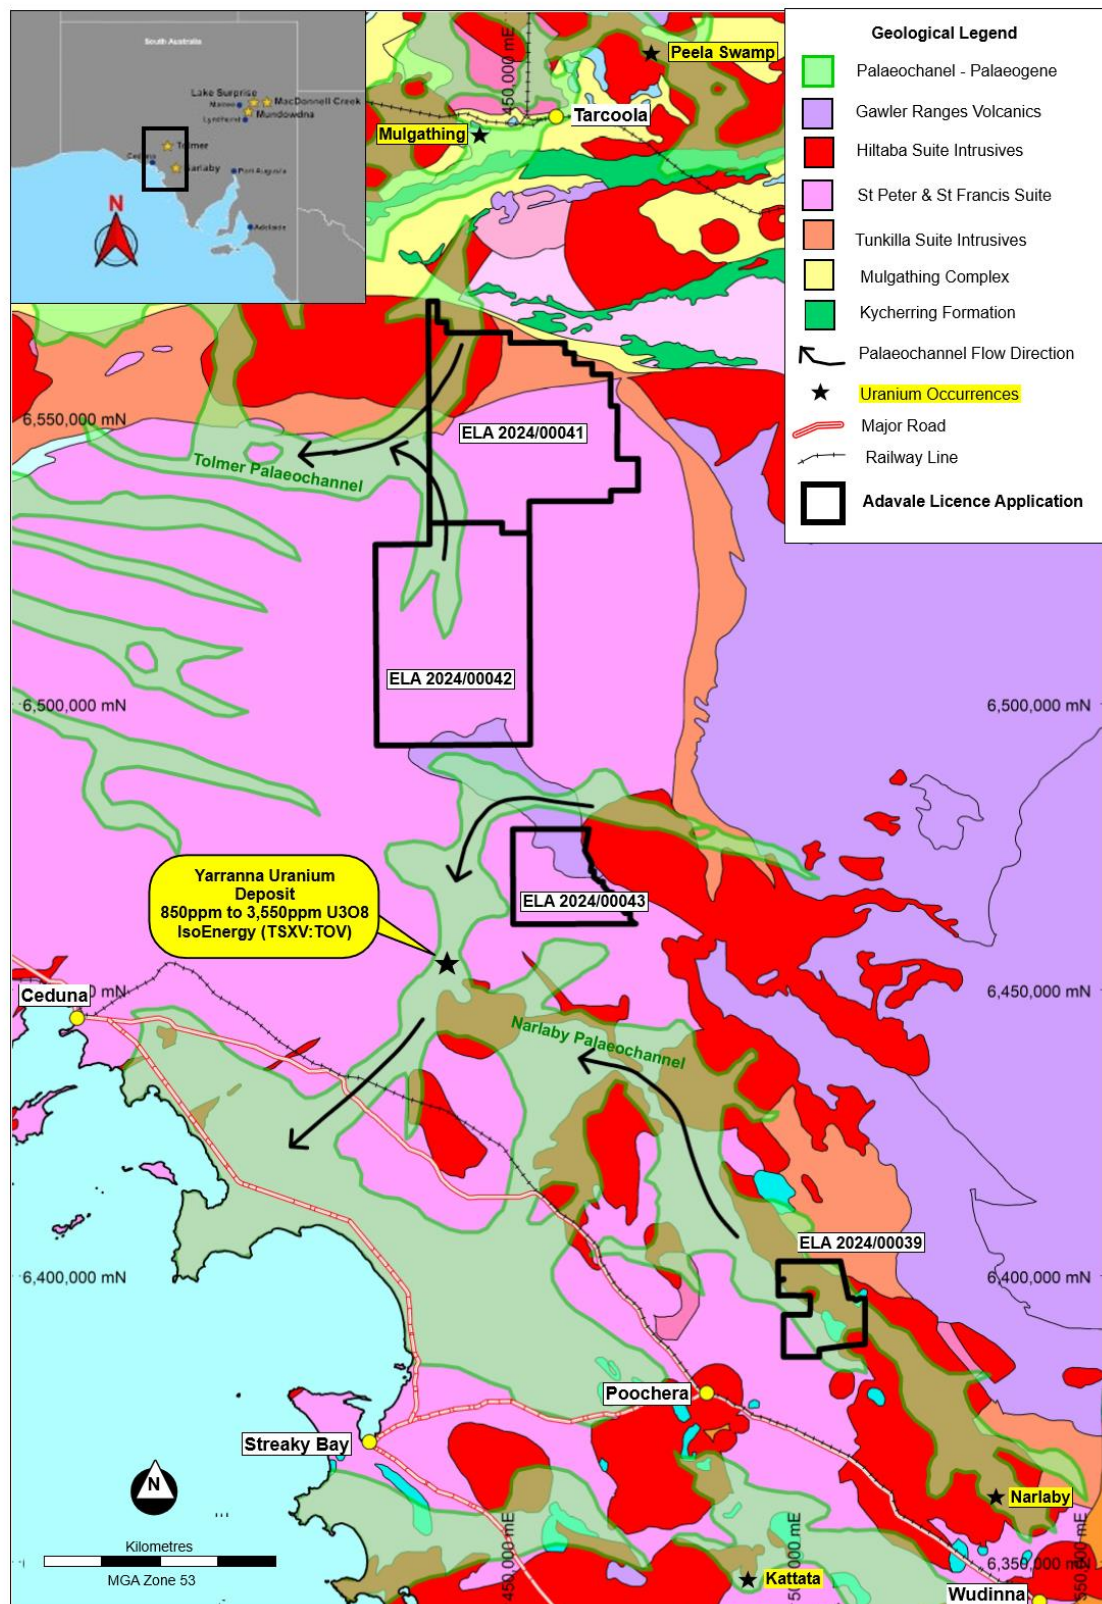 South Australia
Lake Surprise
Marree
MacDonnell Creek
Lyndhurst
Mundowdna
Tolmer
Ceduna
Narlaby
Port Augusta
Adelaide
N
Geological Legend
Palaeochanel - Palaeogene
Gawler Ranges Volcanics
Hiltaba Suite Intrusives
St Peter & St Francis Suite
Tunkilla Suite Intrusives
Mulgathing Complex
Kycherring Formation
Palaeochannel Flow Direction
Uranium Occurrences
Major Road
Railway Line
Adavale Licence Application
450,000 mE
Peela Swamp
Tarcoola
Mulgathing
6,550,000 mN
ELA 2024/00041
Tolmer Palaeochannel
ELA 2024/00042
6,500,000 mN
6,500,000 mN
Yarranna Uranium
Deposit
850ppm to 3,550ppm U3O8
IsoEnergy (TSXV:TOV)
ELA 2024/00043
Ceduna
mN
6,450,000 mN
Narlaby Palaeochannel
ELA 2024/00039
6,400,000 mN
6,400,000 mN
Poochera
Streaky Bay
N
Narlaby
Kilometres
MGA Zone 53
450,000 mE
Kattata
mE
6,350,000 mN
550,000 mE
Wudinna